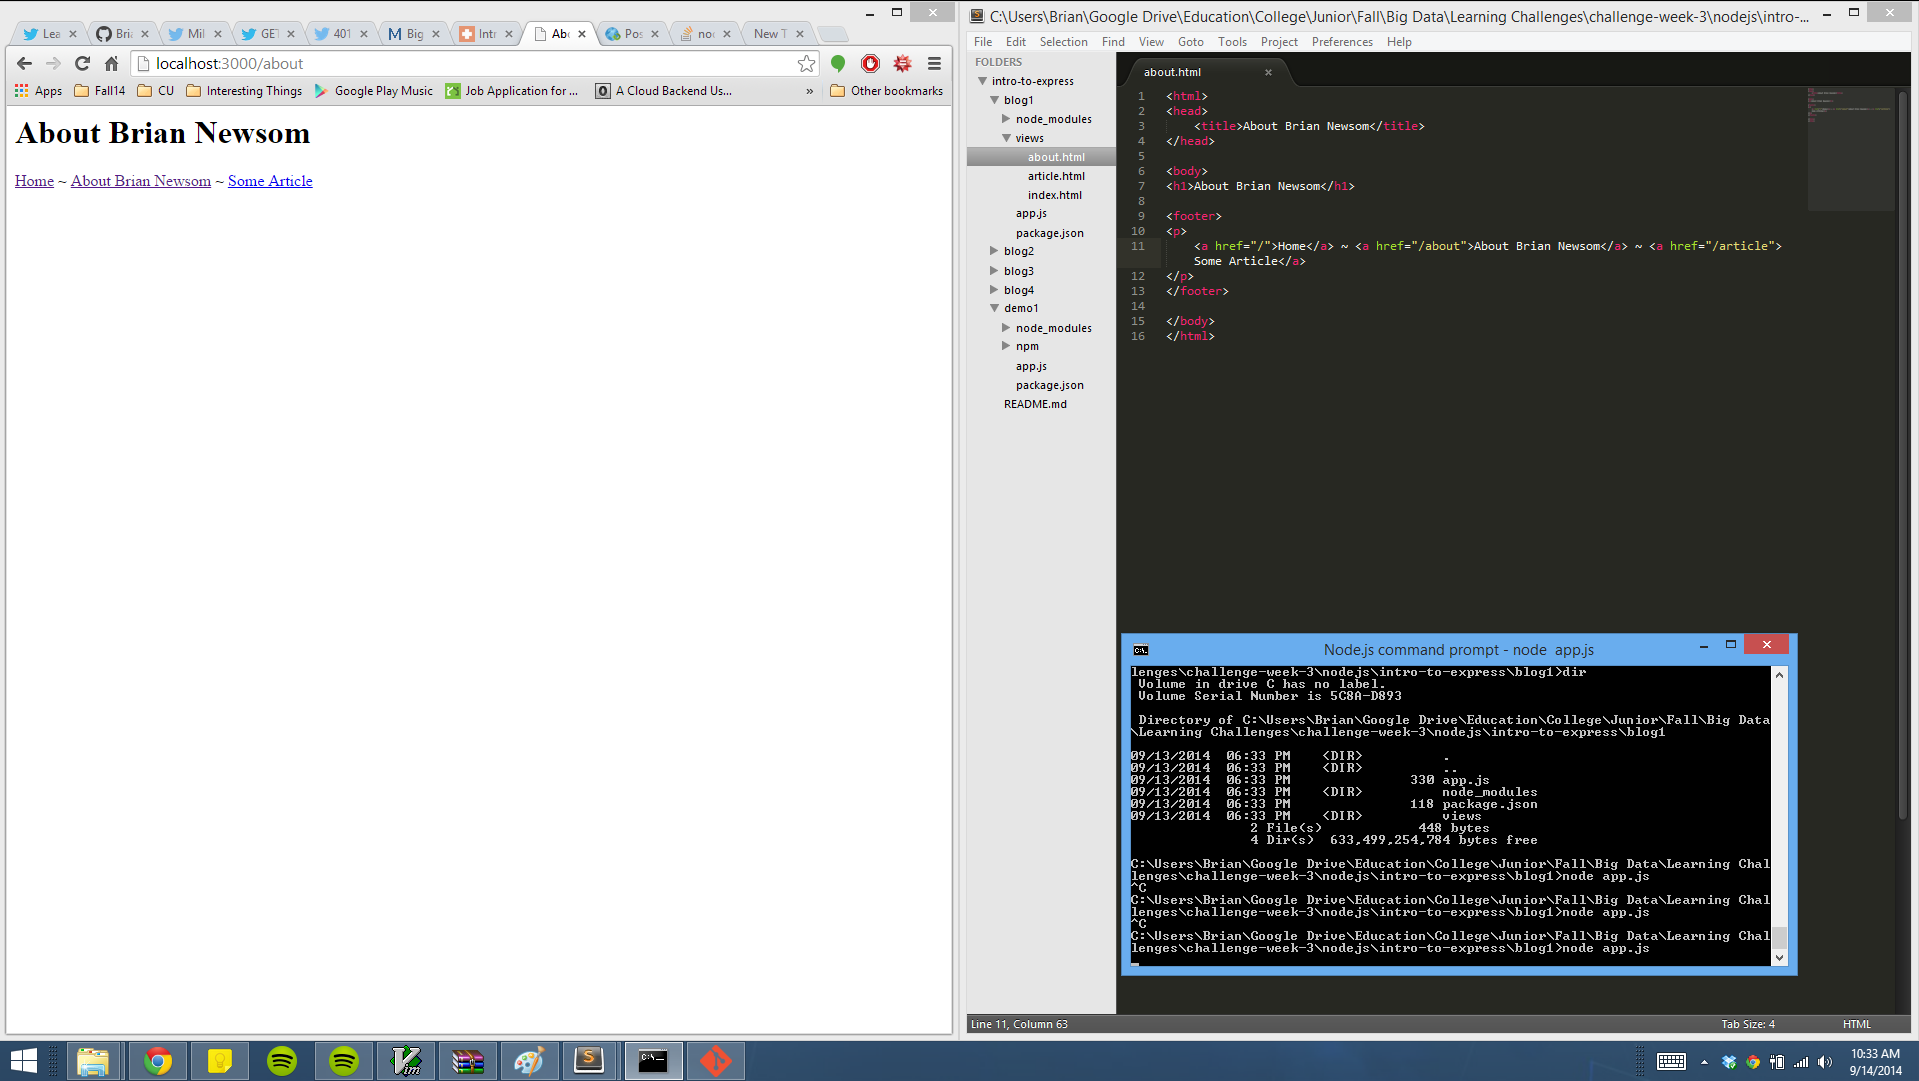 Lea
Bria
Mil
GET
401
Big
Intr
Abo
Pos
no
New T
localhost:3000/about
Apps
Fall14
CU
Interesting Things
Google Play Music
Job Application for ...
A Cloud Backend Us...
»
Other bookmarks
About Brian Newsom
Home ~ About Brian Newsom ~ Some Article
C:\Users\Brian\Google Drive\Education\College\Junior\Fall\Big Data\Learning Challenges\challenge-week-3\nodejs\intro-...
File Edit Selection Find View Goto Tools Project Preferences Help
FOLDERS
intro-to-express
blog1
node_modules
views
about.html
article.html
index.html
app.js
package.json
blog2
blog3
blog4
demo1
node_modules
npm
app.js
package.json
README.md
about.html
1 <html>
2 <head>
3 <title>About Brian Newsom</title>
4 </head>
5
6 <body>
7 <h1>About Brian Newsom</h1>
8
9 <footer>
10 <p>
11 <a href="/">Home</a> ~ <a href="/about">About Brian Newsom</a> ~ <a href="/article">
Some Article</a>
12 </p>
13 </footer>
14
15 </body>
16 </html>
Node.js command prompt - node  app.js
lenges\challenge-week-3\nodejs\intro-to-express\blog1>dir
Volume in drive C has no label.
Volume Serial Number is 5C8A-D893
Directory of C:\Users\Brian\Google Drive\Education\College\Junior\Fall\Big Data
\Learning Challenges\challenge-week-3\nodejs\intro-to-express\blog1
09/13/2014  06:33 PM    <DIR>          .
09/13/2014  06:33 PM    <DIR>          ..
09/13/2014  06:33 PM               330 app.js
09/13/2014  06:33 PM    <DIR>          node_modules
09/13/2014  06:33 PM               118 package.json
09/13/2014  06:33 PM    <DIR>          views
2 File(s)            448 bytes
4 Dir(s)  633,499,254,784 bytes free
C:\Users\Brian\Google Drive\Education\College\Junior\Fall\Big Data\Learning Chal
lenges\challenge-week-3\nodejs\intro-to-express\blog1>node app.js
^C
C:\Users\Brian\Google Drive\Education\College\Junior\Fall\Big Data\Learning Chal
lenges\challenge-week-3\nodejs\intro-to-express\blog1>node app.js
^C
C:\Users\Brian\Google Drive\Education\College\Junior\Fall\Big Data\Learning Chal
lenges\challenge-week-3\nodejs\intro-to-express\blog1>node app.js
Line 11, Column 63
Tab Size: 4
HTML
10:33 AM
9/14/2014